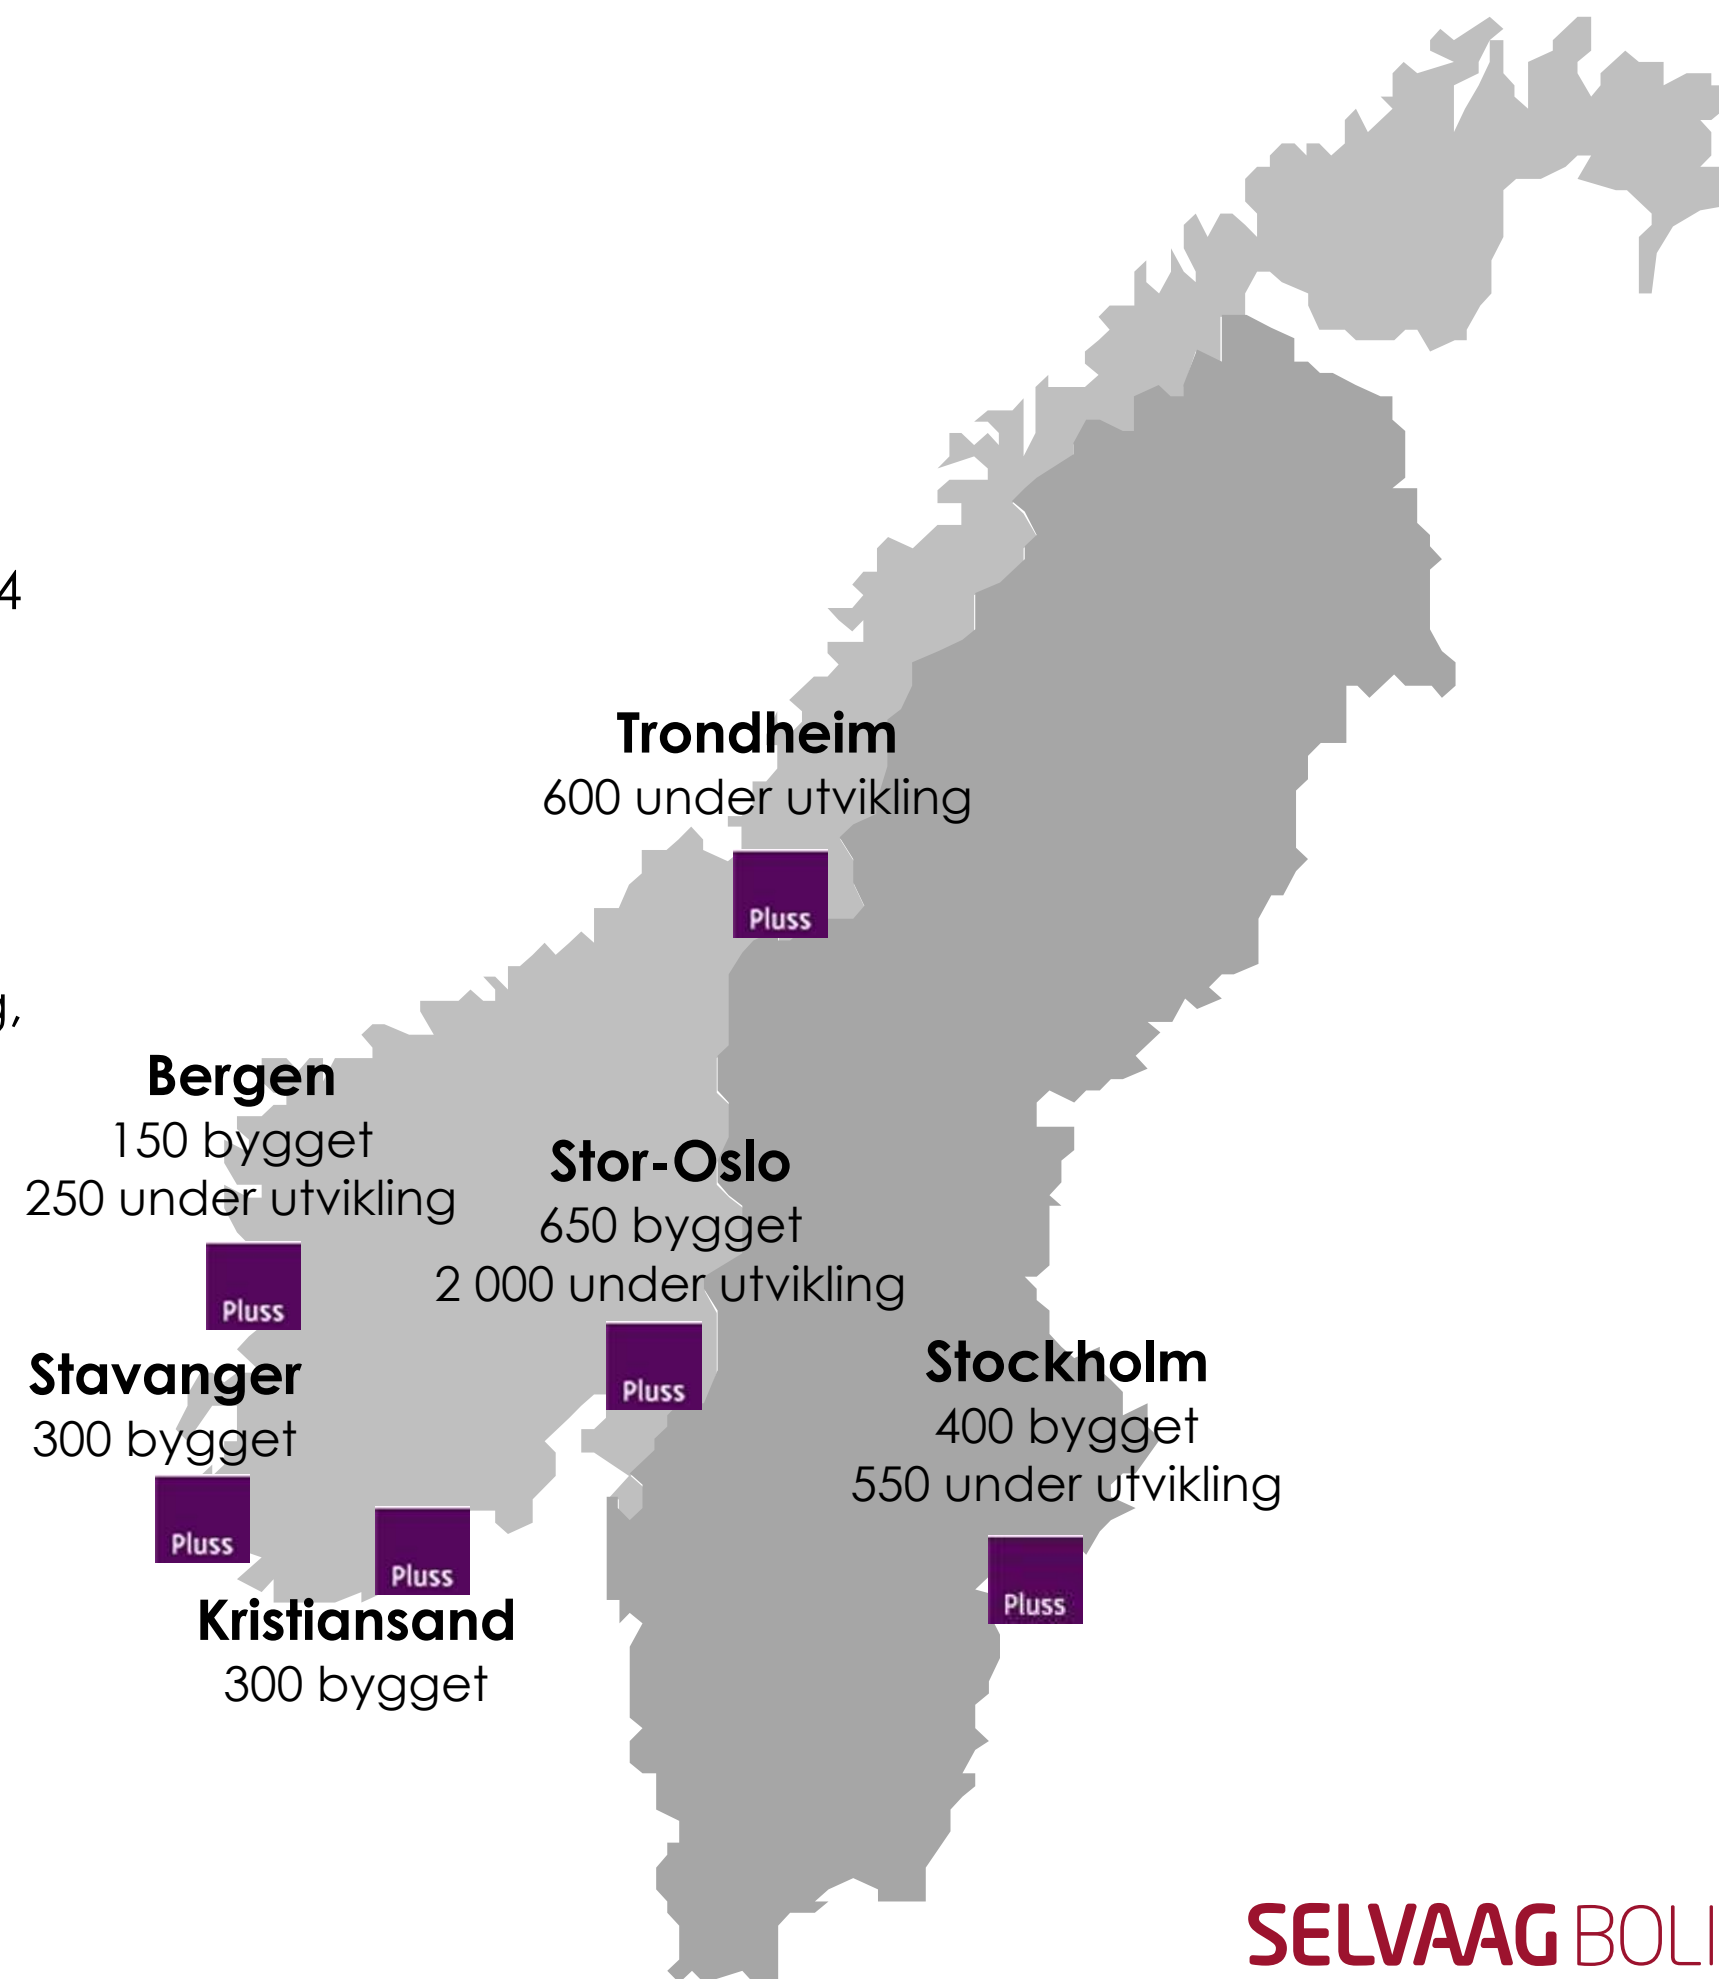 4
Trondheim
600 under utvikling
Pluss
g,
Bergen
150 bygget
250 under utvikling
Pluss
Stor-Oslo
650 bygget
2 000 under utvikling
Pluss
Stavanger
300 bygget
Pluss
Stockholm
400 bygget
550 under utvikling
Pluss
Pluss
Kristiansand
300 bygget
SELVAAG BOLI